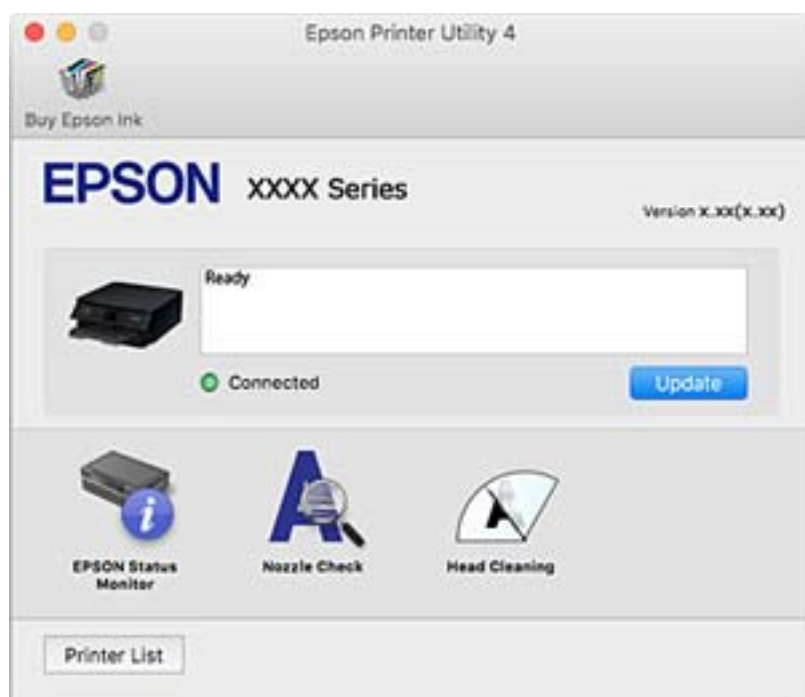 Epson Printer Utility 4
Buy Epson Ink
EPSON XXXX Series
Version x.xx(x.xx)
Ready
Connected
Update
EPSON Status
Monitor
Nozzle Check
Head Cleaning
Printer List